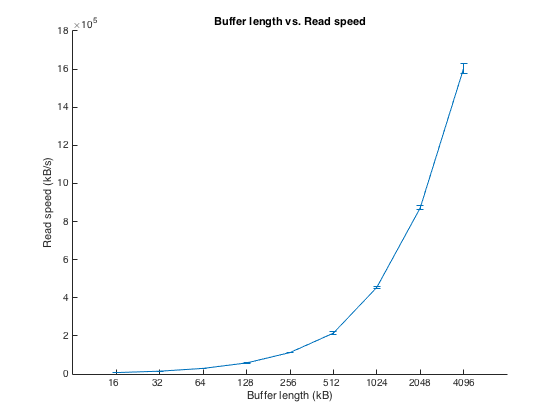 Buffer length vs. Read speed
×10^5
18
16
14
12
10
8
6
4
2
0
Read speed (kB/s)
16 32 64 128 256 512 1024 2048 4096
Buffer length (kB)